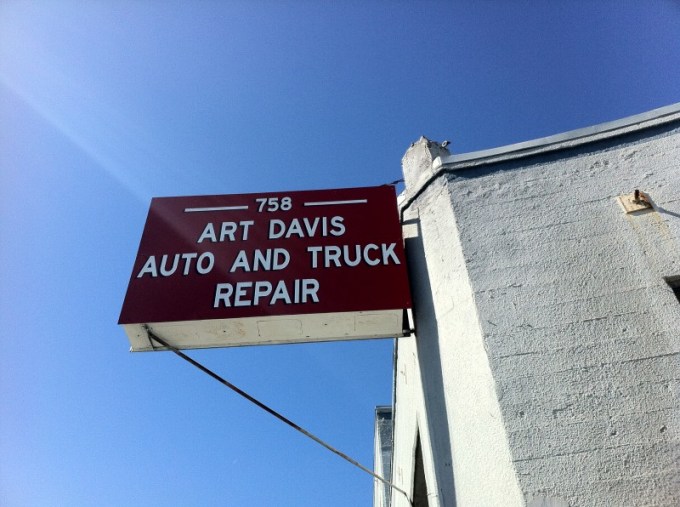 758
ART DAVIS
AUTO AND TRUCK
REPAIR